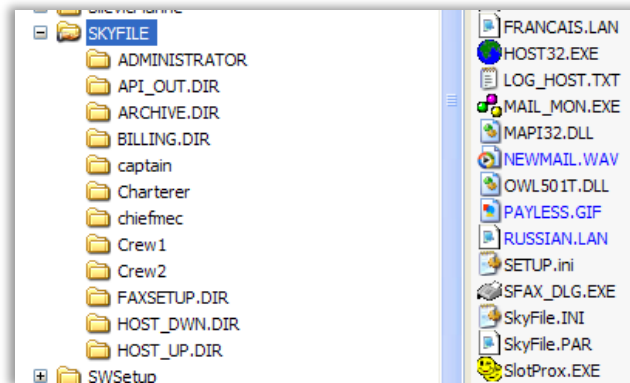 SKYFILE
ADMINISTRATOR
API_OUT.DIR
ARCHIVE.DIR
BILLING.DIR
captain
Charterer
chiefmec
Crew1
Crew2
FAXSETUP.DIR
HOST_DWN.DIR
HOST_UP.DIR
SWSetup
FRANCAIS.LAN
HOST32.EXE
LOG_HOST.TXT
MAIL_MON.EXE
MAPI32.DLL
NEWMAIL.WAV
OWL501T.DLL
PAYLESS.GIF
RUSSIAN.LAN
SETUP.ini
SFAX_DLG.EXE
SkyFile.INI
SkyFile.PAR
SlotProx.EXE